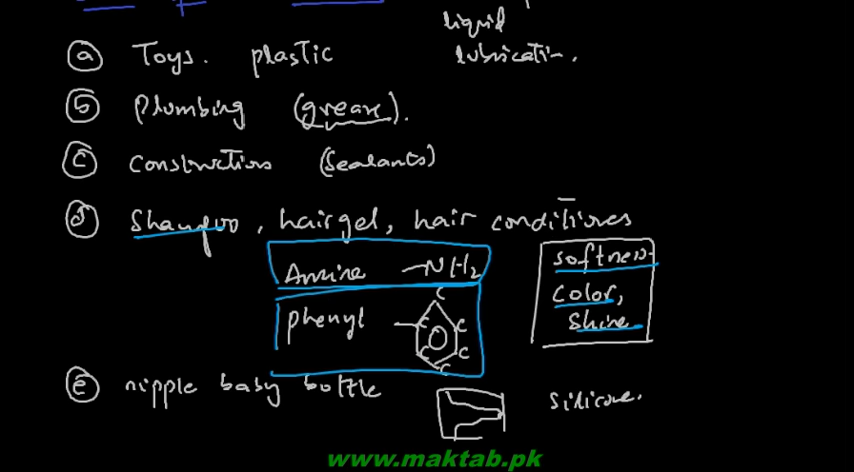 liquid
ⓐ Toys. plastic lubrication.
ⓑ Plumbing (grease).
ⓒ Construction (Sealants)
ⓓ Shampoo, hairgel, hair conditiores
softness
Amine -NH2
color,
phenyl
Shine
C
C C
C C
C
ⓔ nipple baby bottle silicone.
www.maktab.pk